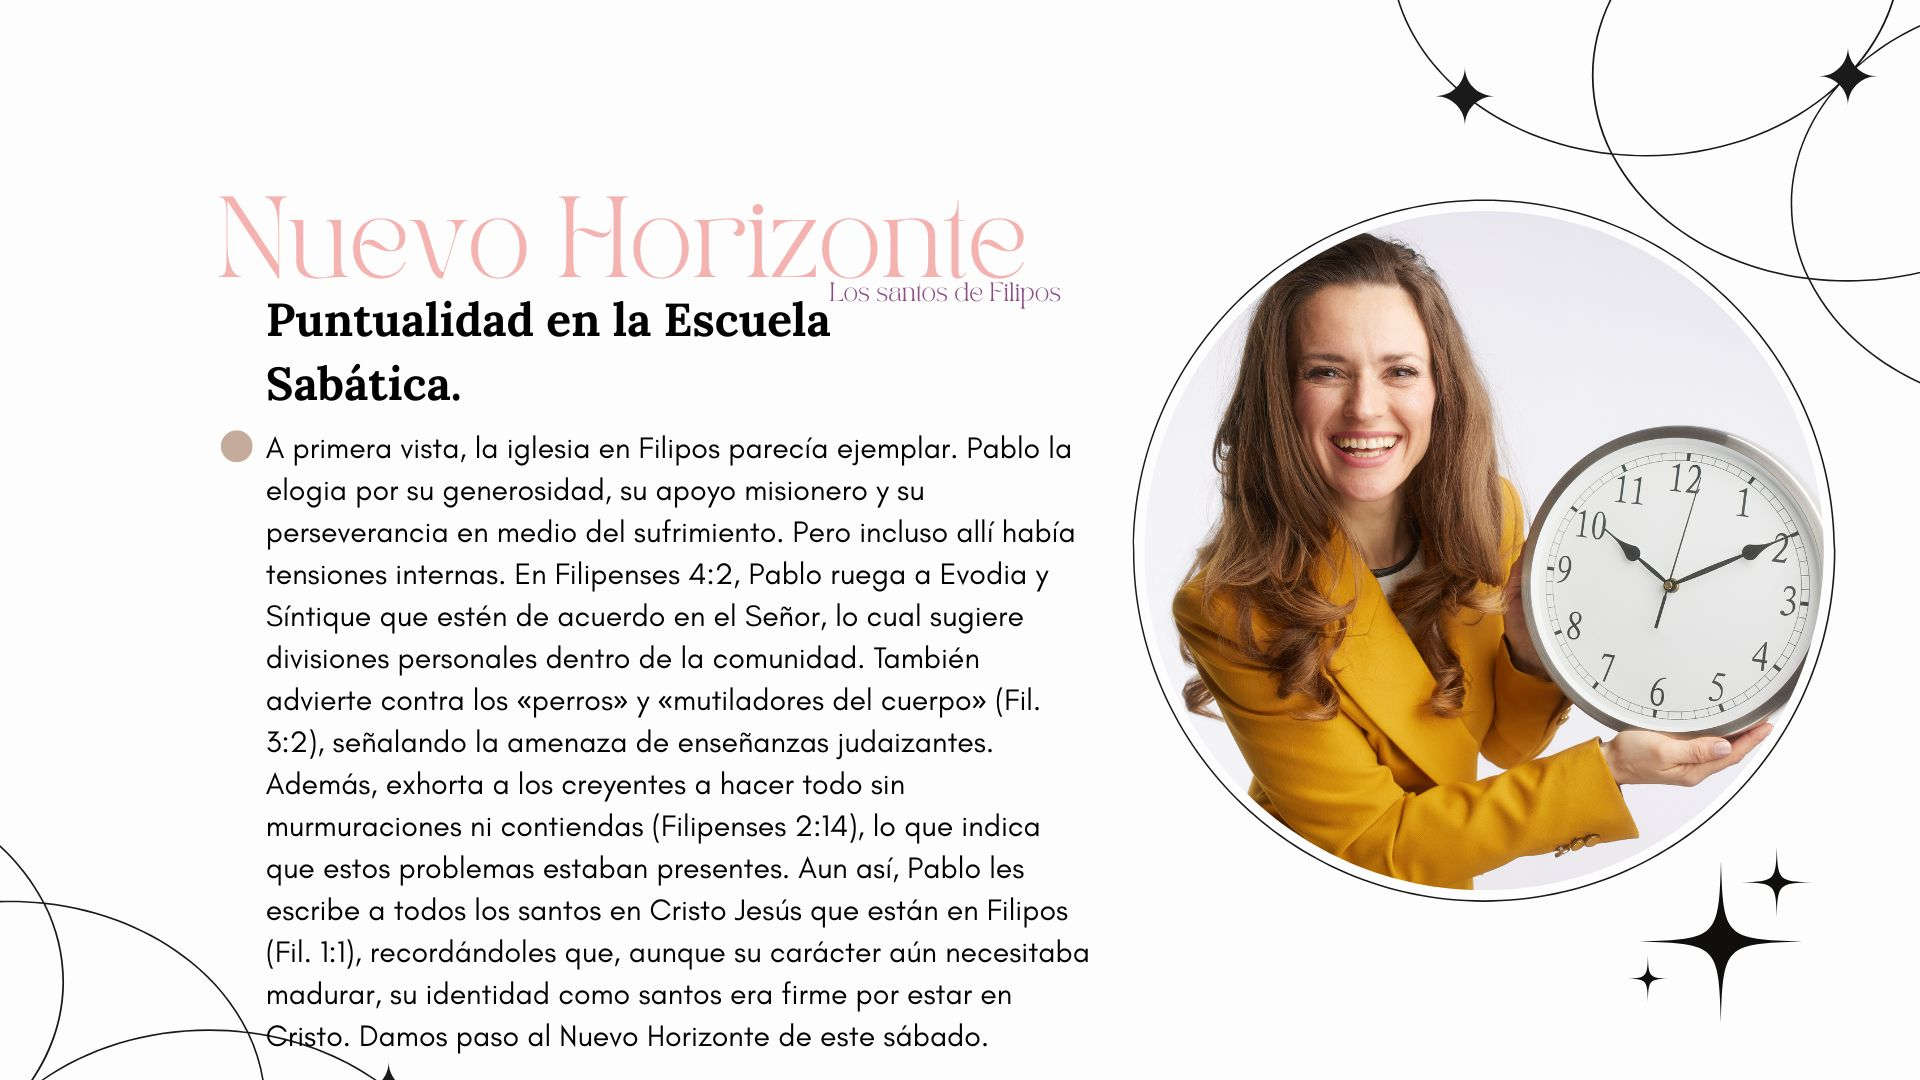 Nuevo Horizonte
Los santos de Filipos
Puntualidad en la Escuela
Sabática.
A primera vista, la iglesia en Filipos parecía ejemplar. Pablo la
elogia por su generosidad, su apoyo misionero y su
perseverancia en medio del sufrimiento. Pero incluso allí había
tensiones internas. En Filipenses 4:2, Pablo ruega a Evodia y
Síntique que estén de acuerdo en el Señor, lo cual sugiere
divisiones personales dentro de la comunidad. También
advierte contra los «perros» y «mutiladores del cuerpo» (Fil.
3:2), señalando la amenaza de enseñanzas judaizantes.
Además, exhorta a los creyentes a hacer todo sin
murmuraciones ni contiendas (Filipenses 2:14), lo que indica
que estos problemas estaban presentes. Aun así, Pablo les
escribe a todos los santos en Cristo Jesús que están en Filipos
(Fil. 1:1), recordándoles que, aunque su carácter aún necesitaba
madurar, su identidad como santos era firme por estar en
Cristo. Damos paso al Nuevo Horizonte de este sábado.
12
1
2
3
4
5
6
7
8
9
10
11